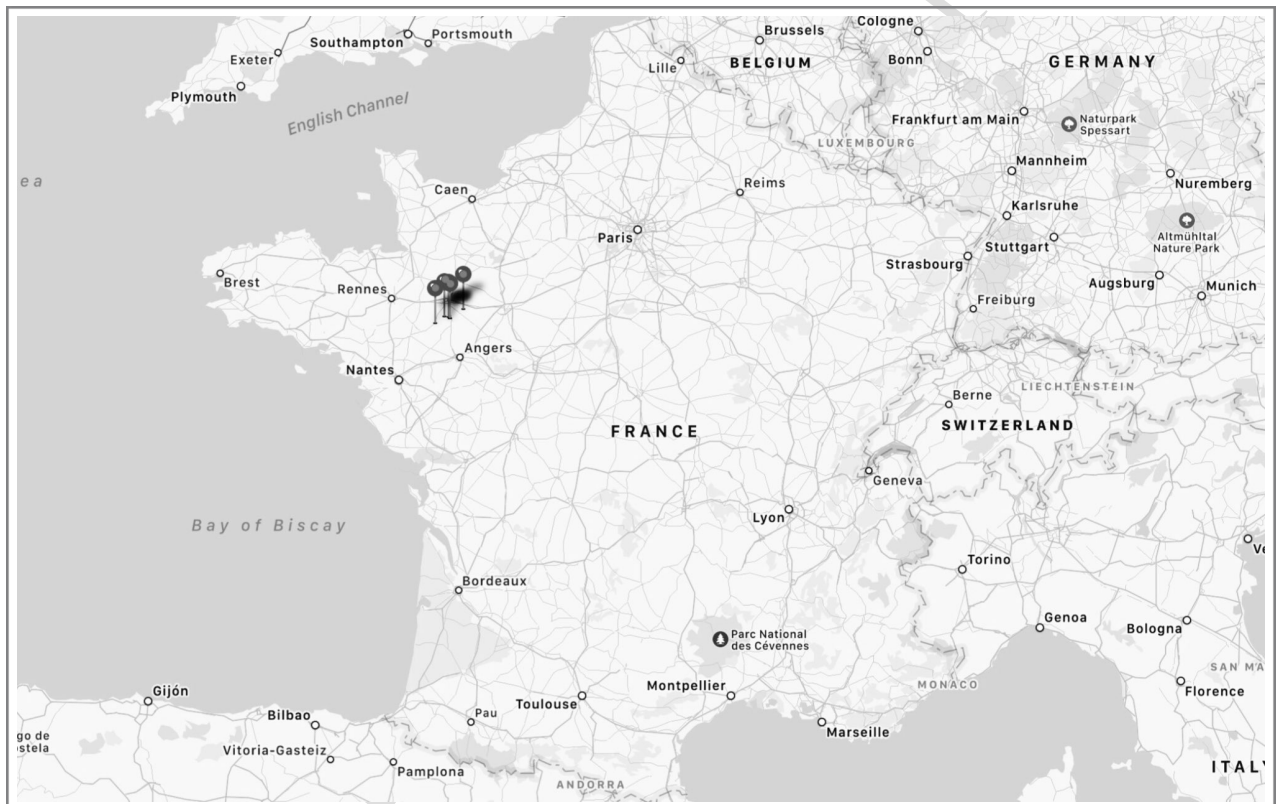 Cologne
Southampton
Portsmouth
Brussels
Exeter
Lille
BELGIUM
Bonn
GERMANY
Plymouth
English Channel
Frankfurt am Main
Naturpark
Spessart
LUXEMBOURG
Mannheim
ea
Caen
Reims
Nuremberg
Karlsruhe
Paris
Stuttgart
Altmühltal
Nature Park
Strasbourg
Brest
Rennes
Augsburg
Munich
Freiburg
Angers
Nantes
LIECHTENSTEIN
Berne
FRANCE
SWITZERLAND
Geneva
Bay of Biscay
Lyon
Ve
Torino
Bordeaux
Genoa
Bologna
Parc National
des Cévennes
SAN MA
MONACO
Montpellier
Gijón
Florence
Toulouse
Bilbao
Pau
Marseille
go de
stela
Vitoria-Gasteiz
Pamplona
ITALY
ANDORRA